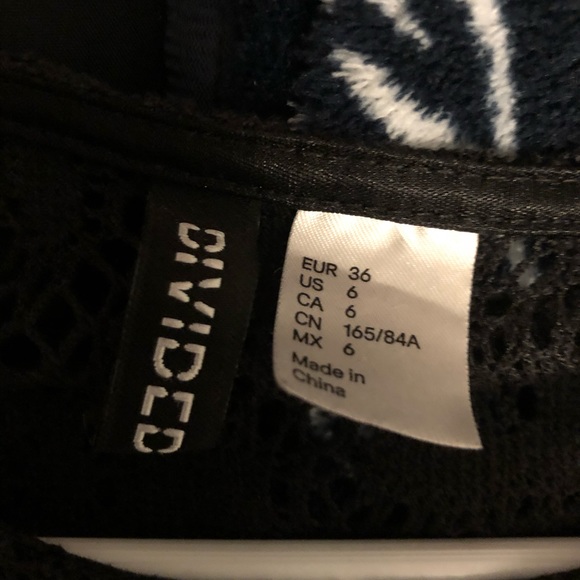 DIVIDED
EUR 36
US 6
CA 6
CN 165/84A
MX 6
Made in
China